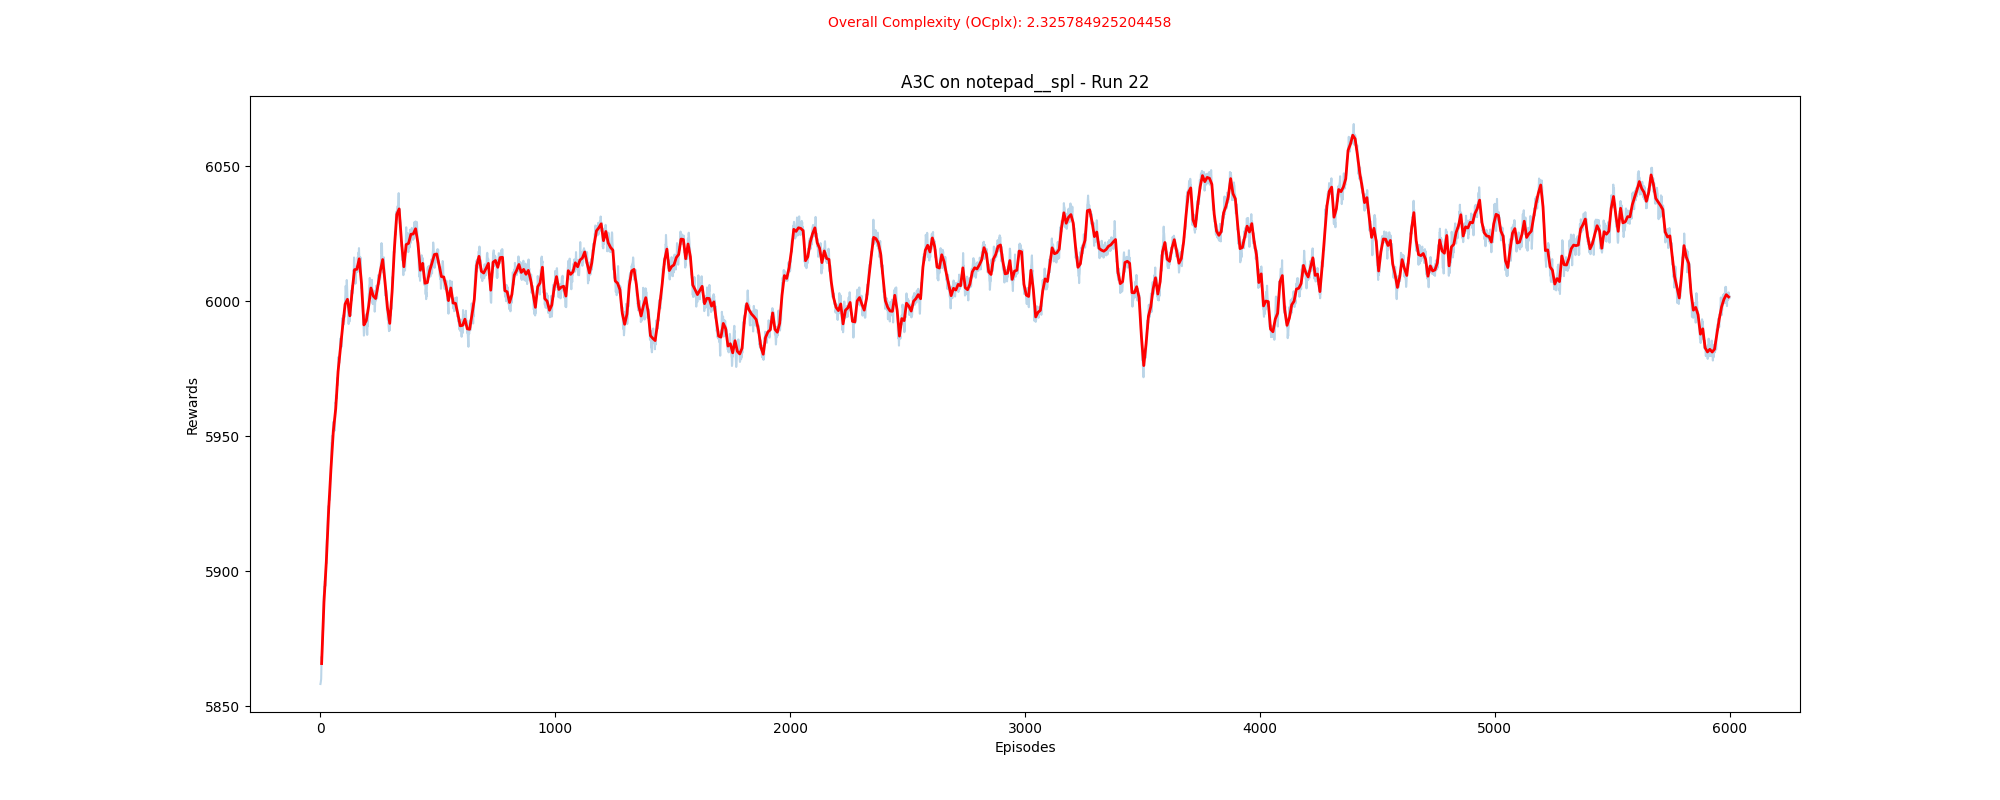 Overall Complexity (OCplx): 2.325784925204458
A3C on notepad__spl - Run 22
6050
6000
5950
5900
5850
Rewards
0 1000 2000 3000 4000 5000 6000
Episodes